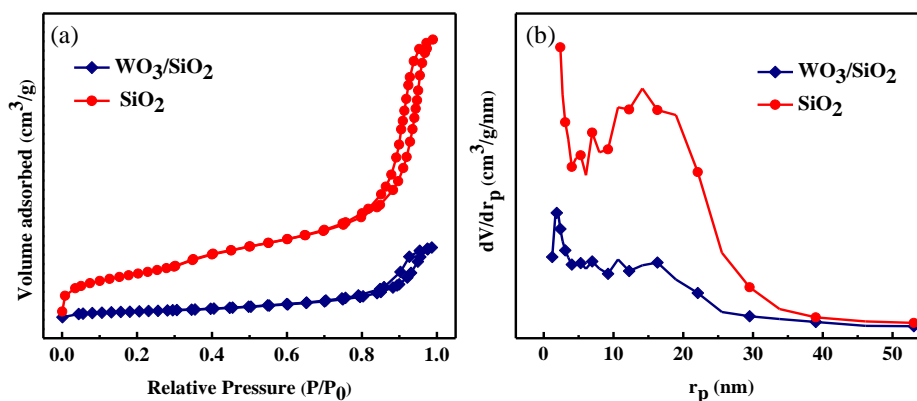 (a)
WO3/SiO2
SiO2
Volume adsorbed (cm3/g)
0.0 0.2 0.4 0.6 0.8 1.0
Relative Pressure (P/P0)
(b)
WO3/SiO2
SiO2
dV/drp (cm3/g/nm)
0 10 20 30 40 50
rp (nm)